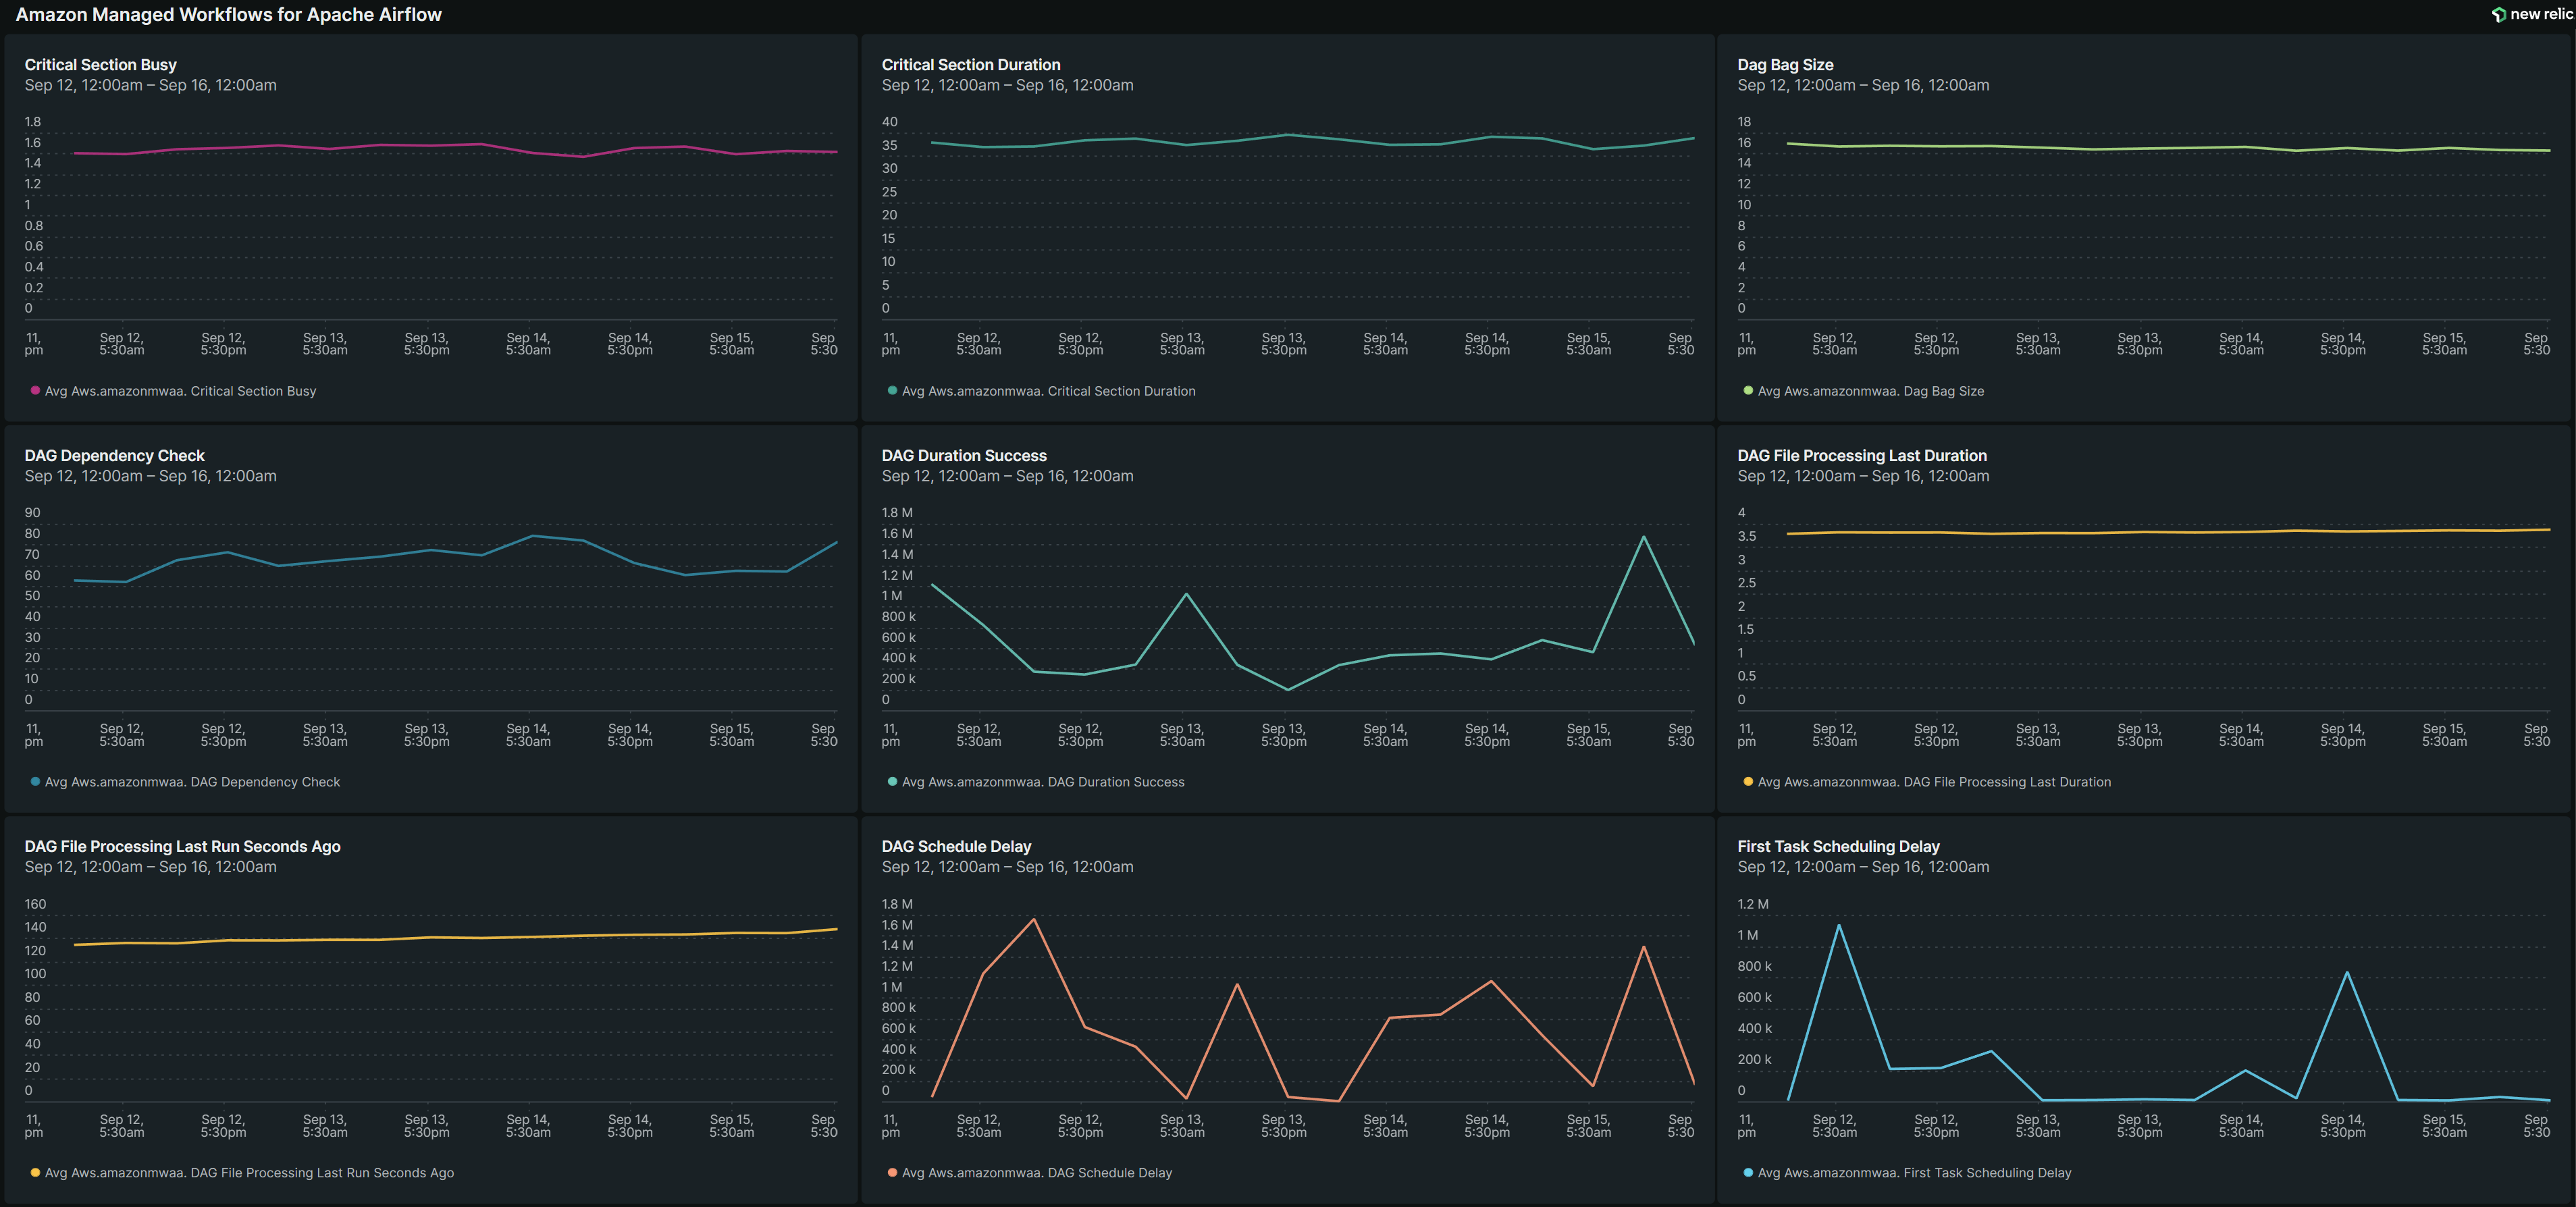 Amazon Managed Workflows for Apache Airflow
new relic
Critical Section Busy
Sep 12, 12:00am – Sep 16, 12:00am
1.8
1.6
1.4
1.2
1
0.8
0.6
0.4
0.2
0
11, pm
Sep 12, 5:30am
Sep 12, 5:30pm
Sep 13, 5:30am
Sep 13, 5:30pm
Sep 14, 5:30am
Sep 14, 5:30pm
Sep 15, 5:30am
Sep 5:30
Avg Aws.amazonmwaa. Critical Section Busy
Critical Section Duration
Sep 12, 12:00am – Sep 16, 12:00am
40
35
30
25
20
15
10
5
0
11, pm
Sep 12, 5:30am
Sep 12, 5:30pm
Sep 13, 5:30am
Sep 13, 5:30pm
Sep 14, 5:30am
Sep 14, 5:30pm
Sep 15, 5:30am
Sep 5:30
Avg Aws.amazonmwaa. Critical Section Duration
Dag Bag Size
Sep 12, 12:00am – Sep 16, 12:00am
18
16
14
12
10
8
6
4
2
0
11, pm
Sep 12, 5:30am
Sep 12, 5:30pm
Sep 13, 5:30am
Sep 13, 5:30pm
Sep 14, 5:30am
Sep 14, 5:30pm
Sep 15, 5:30am
Sep 5:30
Avg Aws.amazonmwaa. Dag Bag Size
DAG Dependency Check
Sep 12, 12:00am – Sep 16, 12:00am
90
80
70
60
50
40
30
20
10
0
11, pm
Sep 12, 5:30am
Sep 12, 5:30pm
Sep 13, 5:30am
Sep 13, 5:30pm
Sep 14, 5:30am
Sep 14, 5:30pm
Sep 15, 5:30am
Sep 5:30
Avg Aws.amazonmwaa. DAG Dependency Check
DAG Duration Success
Sep 12, 12:00am – Sep 16, 12:00am
1.8 M
1.6 M
1.4 M
1.2 M
1 M
800 k
600 k
400 k
200 k
0
11, pm
Sep 12, 5:30am
Sep 12, 5:30pm
Sep 13, 5:30am
Sep 13, 5:30pm
Sep 14, 5:30am
Sep 14, 5:30pm
Sep 15, 5:30am
Sep 5:30
Avg Aws.amazonmwaa. DAG Duration Success
DAG File Processing Last Duration
Sep 12, 12:00am – Sep 16, 12:00am
4
3.5
3
2.5
2
1.5
1
0.5
0
11, pm
Sep 12, 5:30am
Sep 12, 5:30pm
Sep 13, 5:30am
Sep 13, 5:30pm
Sep 14, 5:30am
Sep 14, 5:30pm
Sep 15, 5:30am
Sep 5:30
Avg Aws.amazonmwaa. DAG File Processing Last Duration
DAG File Processing Last Run Seconds Ago
Sep 12, 12:00am – Sep 16, 12:00am
160
140
120
100
80
60
40
20
0
11, pm
Sep 12, 5:30am
Sep 12, 5:30pm
Sep 13, 5:30am
Sep 13, 5:30pm
Sep 14, 5:30am
Sep 14, 5:30pm
Sep 15, 5:30am
Sep 5:30
Avg Aws.amazonmwaa. DAG File Processing Last Run Seconds Ago
DAG Schedule Delay
Sep 12, 12:00am – Sep 16, 12:00am
1.8 M
1.6 M
1.4 M
1.2 M
1 M
800 k
600 k
400 k
200 k
0
11, pm
Sep 12, 5:30am
Sep 12, 5:30pm
Sep 13, 5:30am
Sep 13, 5:30pm
Sep 14, 5:30am
Sep 14, 5:30pm
Sep 15, 5:30am
Sep 5:30
Avg Aws.amazonmwaa. DAG Schedule Delay
First Task Scheduling Delay
Sep 12, 12:00am – Sep 16, 12:00am
1.2 M
1 M
800 k
600 k
400 k
200 k
0
11, pm
Sep 12, 5:30am
Sep 12, 5:30pm
Sep 13, 5:30am
Sep 13, 5:30pm
Sep 14, 5:30am
Sep 14, 5:30pm
Sep 15, 5:30am
Sep 5:30
Avg Aws.amazonmwaa. First Task Scheduling Delay